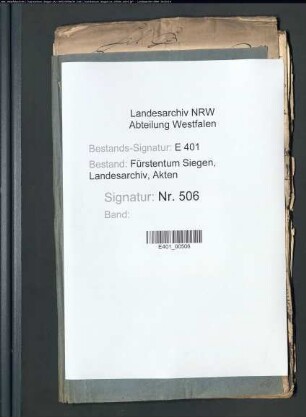 Landesarchiv NRW
Abteilung Westfalen
Bestands-Signatur: E 401
Bestand: Fürstentum Siegen,
Landesarchiv, Akten
Signatur: Nr. 506
Band:
E401_00506